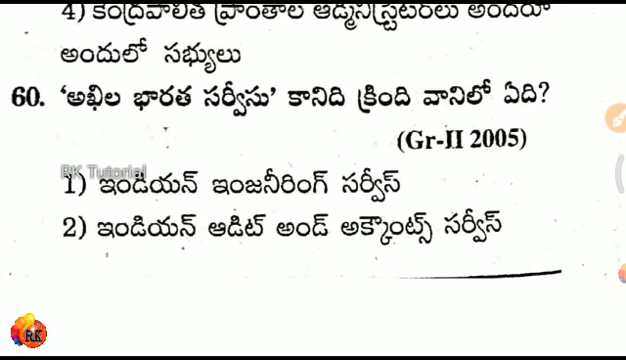 4) కేంద్రపాలిత ప్రాంతాల ఆడ్మినిస్ట్రేటరులు అందరూ
అందులో సభ్యులు
60. 'అఖిల భారత సర్వీసు' కానిది క్రింది వానిలో ఏది?
(Gr-II 2005)
RK Tutorial
1) ఇండియన్ ఇంజనీరింగ్ సర్వీస్
2) ఇండియన్ ఆడిట్ అండ్ అక్కౌంట్స్ సర్వీస్
RK